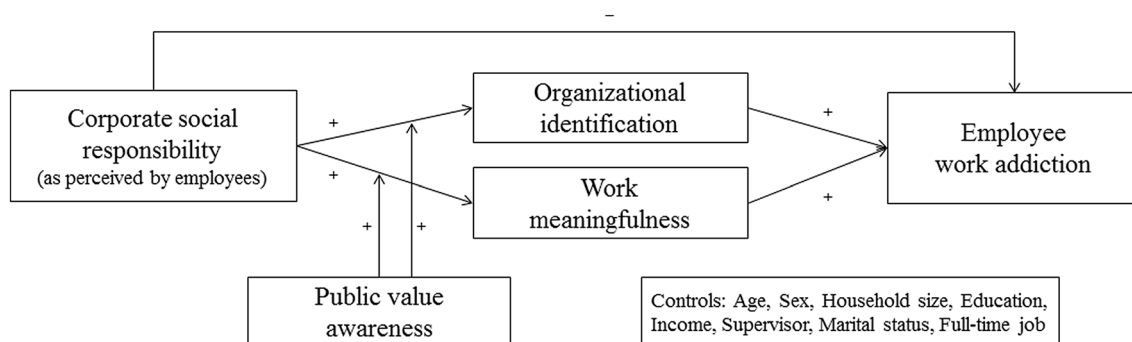 –
Corporate social
responsibility
(as perceived by employees)
+
+
Organizational
identification
Work
meaningfulness
+
+
Employee
work addiction
+
+
Public value
awareness
Controls: Age, Sex, Household size, Education,
Income, Supervisor, Marital status, Full-time job